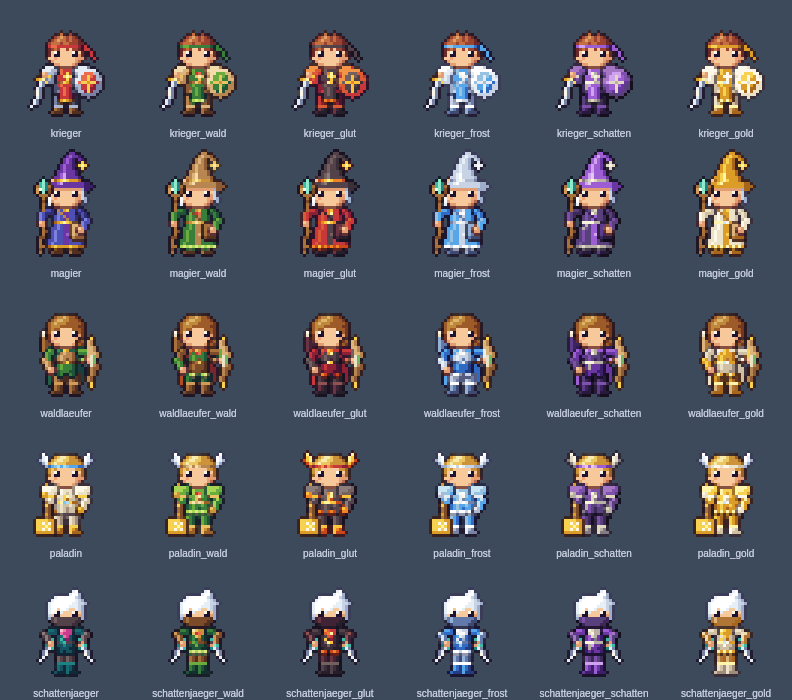 krieger krieger_wald krieger_glut krieger_frost krieger_schatten krieger_gold
magier magier_wald magier_glut magier_frost magier_schatten magier_gold
waldlaeufer waldlaeufer_wald waldlaeufer_glut waldlaeufer_frost waldlaeufer_schatten waldlaeufer_gold
paladin paladin_wald paladin_glut paladin_frost paladin_schatten paladin_gold
schattenjaeger schattenjaeger_wald schattenjaeger_glut schattenjaeger_frost schattenjaeger_schatten schattenjaeger_gold